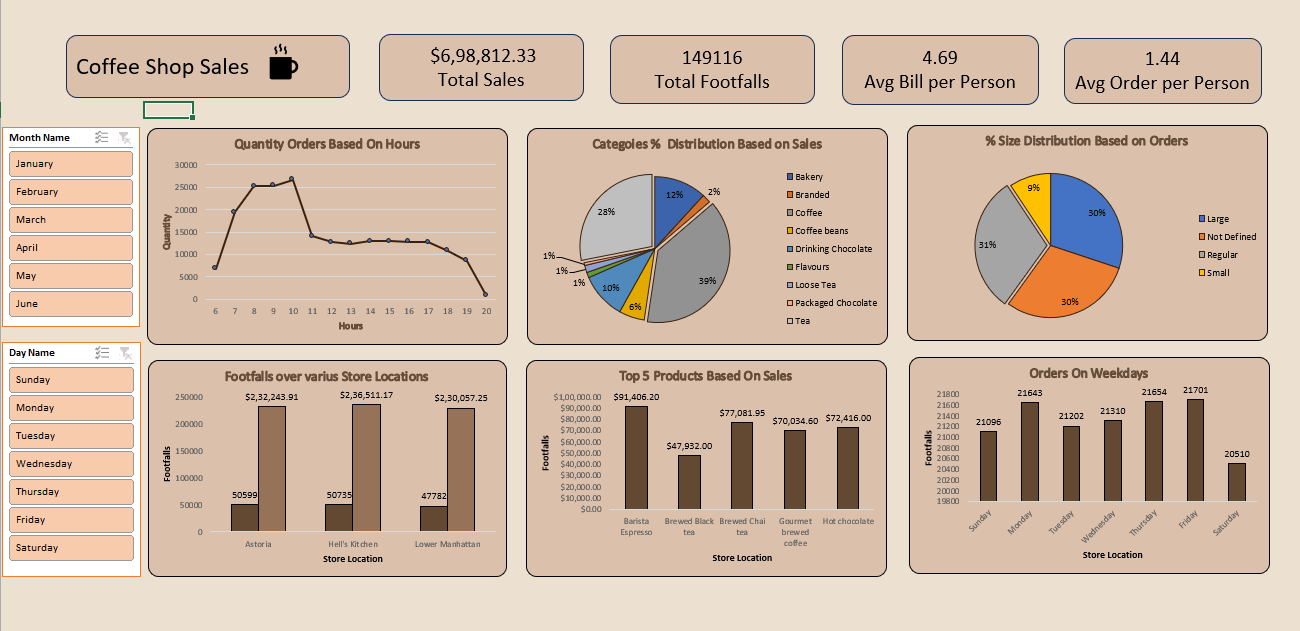 Coffee Shop Sales
$6,98,812.33
Total Sales
149116
Total Footfalls
4.69
Avg Bill per Person
1.44
Avg Order per Person
Month Name
January
February
March
April
May
June
Day Name
Sunday
Monday
Tuesday
Wednesday
Thursday
Friday
Saturday
Quantity Orders Based On Hours
Quantity
30000
25000
20000
15000
10000
5000
0
6 7 8 9 10 11 12 13 14 15 16 17 18 19 20
Hours
Categoies % Distribution Based on Sales
12%
2%
39%
6%
10%
1%
1%
1%
28%
Bakery
Branded
Coffee
Coffee beans
Drinking Chocolate
Flavours
Loose Tea
Packaged Chocolate
Tea
% Size Distribution Based on Orders
30%
30%
31%
9%
Large
Not Defined
Regular
Small
Footfalls over varius Store Locations
Footfalls
250000
200000
150000
100000
50000
0
$2,32,243.91
$2,36,511.17
$2,30,057.25
50599
50735
47782
Astoria
Hell's Kitchen
Lower Manhattan
Store Location
Top 5 Products Based On Sales
Footfalls
$1,00,000.00
$90,000.00
$80,000.00
$70,000.00
$60,000.00
$50,000.00
$40,000.00
$30,000.00
$20,000.00
$10,000.00
$0.00
$91,406.20
$47,932.00
$77,081.95
$70,034.60
$72,416.00
Barista
Espresso
Brewed Black
tea
Brewed Chai
tea
Gourmet
brewed
coffee
Hot chocolate
Store Location
Orders On Weekdays
Footfalls
21800
21600
21400
21200
21000
20800
20600
20400
20200
20000
19800
21096
21643
21202
21310
21654
21701
20510
Sunday
Monday
Tuesday
Wednesday
Thursday
Friday
Saturday
Store Location